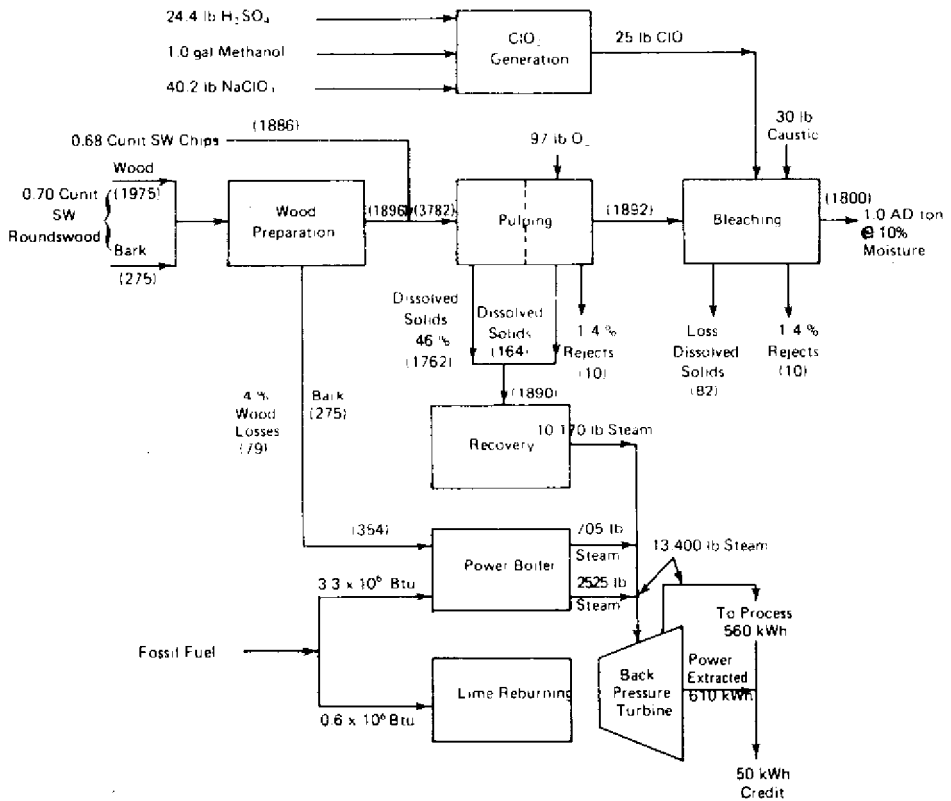 24.4 lb H₂SO₄
1.0 gal Methanol
40.2 lb NaClO₃
ClO₂
Generation
25 lb ClO
30 lb
Caustic
0.68 Cunit SW Chips
(1886)
97 lb O₂
Wood
(1975)
0.70 Cunit
SW
Roundswood
Bark
(275)
Wood
Preparation
(1896)
(3782)
Pulping
(1892)
Bleaching
(1800)
1.0 AD ton
@ 10%
Moisture
Dissolved
Solids
46 %
(1762)
Dissolved
Solids
(164)
1.4 %
Rejects
(10)
Loss
Dissolved
Solids
(82)
1.4 %
Rejects
(10)
4 %
Wood
Losses
(79)
Bark
(275)
(1890)
Recovery
10 170 lb Steam
(354)
Power Boiler
705 lb
Steam
2525 lb
Steam
13 400 lb Steam
3.3 x 10⁶ Btu
Fossil Fuel
0.6 x 10⁶ Btu
Lime Reburning
Back
Pressure
Turbine
To Process
560 kWh
Power
Extracted
610 kWh
50 kWh
Credit